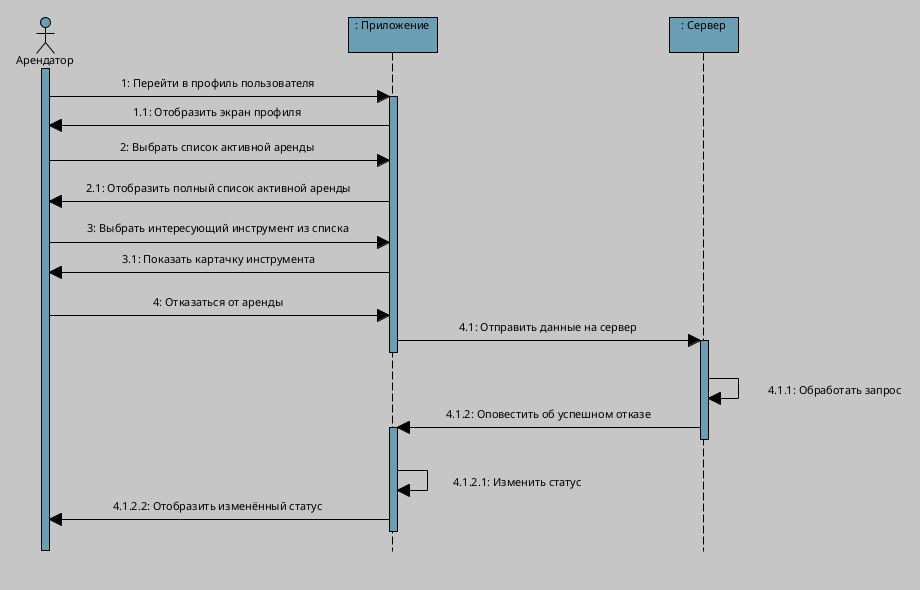 : Приложение
: Сервер
Арендатор
1: Перейти в профиль пользователя
1.1: Отобразить экран профиля
2: Выбрать список активной аренды
2.1: Отобразить полный список активной аренды
3: Выбрать интересующий инструмент из списка
3.1: Показать картачку инструмента
4: Отказаться от аренды
4.1: Отправить данные на сервер
4.1.1: Обработать запрос
4.1.2: Оповестить об успешном отказе
4.1.2.1: Изменить статус
4.1.2.2: Отобразить изменённый статус